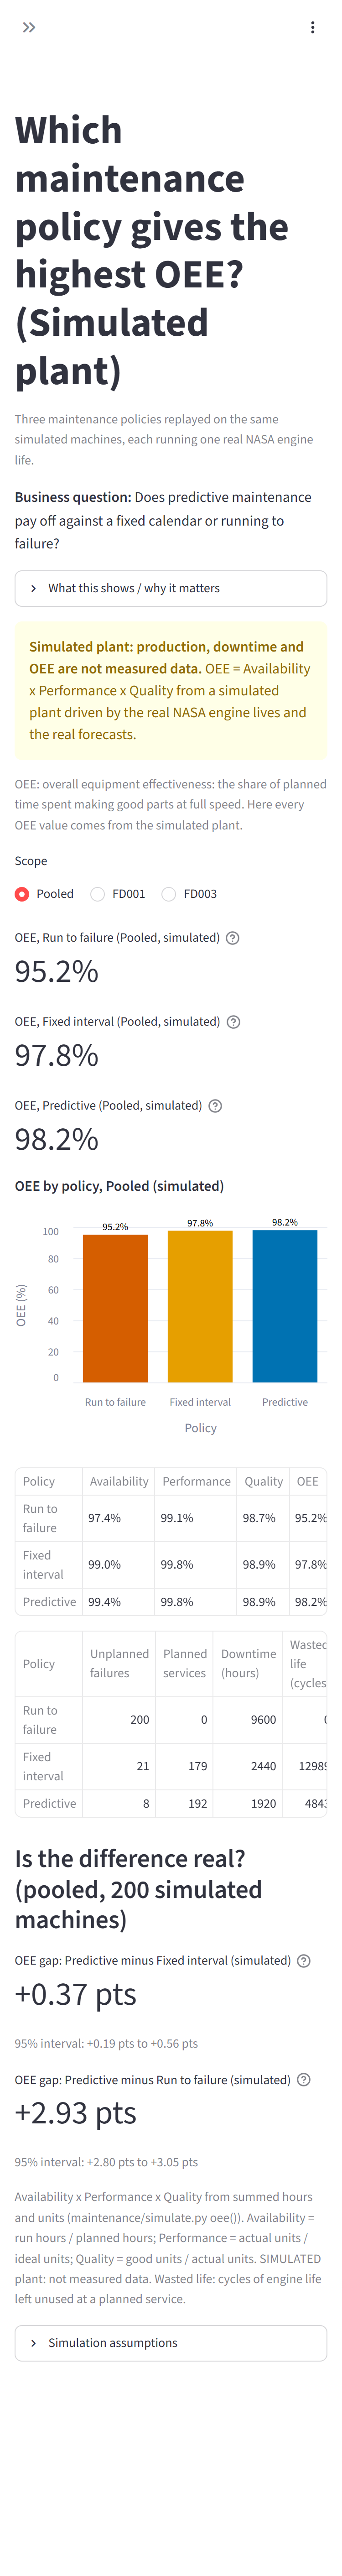 Which
maintenance
policy gives the
highest OEE?
(Simulated
plant)
Three maintenance policies replayed on the same
simulated machines, each running one real NASA engine
life.
Business question: Does predictive maintenance
pay off against a fixed calendar or running to
failure?
What this shows / why it matters
Simulated plant: production, downtime and
OEE are not measured data. OEE = Availability
x Performance x Quality from a simulated
plant driven by the real NASA engine lives and
the real forecasts.
OEE: overall equipment effectiveness: the share of planned
time spent making good parts at full speed. Here every
OEE value comes from the simulated plant.
Scope
Pooled FD001 FD003
OEE, Run to failure (Pooled, simulated)
95.2%
OEE, Fixed interval (Pooled, simulated)
97.8%
OEE, Predictive (Pooled, simulated)
98.2%
OEE by policy, Pooled (simulated)
95.2% 97.8% 98.2%
100
80
60
40
20
0
OEE (%)
Run to failure Fixed interval Predictive
Policy
Policy Availability Performance Quality OEE
Run to failure 97.4% 99.1% 98.7% 95.2%
Fixed interval 99.0% 99.8% 98.9% 97.8%
Predictive 99.4% 99.8% 98.9% 98.2%
Policy Unplanned failures Planned services Downtime (hours) Wasted life (cycles
Run to failure 200 0 9600 0
Fixed interval 21 179 2440 12989
Predictive 8 192 1920 4843
Is the difference real?
(pooled, 200 simulated
machines)
OEE gap: Predictive minus Fixed interval (simulated)
+0.37 pts
95% interval: +0.19 pts to +0.56 pts
OEE gap: Predictive minus Run to failure (simulated)
+2.93 pts
95% interval: +2.80 pts to +3.05 pts
Availability x Performance x Quality from summed hours
and units (maintenance/simulate.py oee()). Availability =
run hours / planned hours; Performance = actual units /
ideal units; Quality = good units / actual units. SIMULATED
plant: not measured data. Wasted life: cycles of engine life
left unused at a planned service.
Simulation assumptions